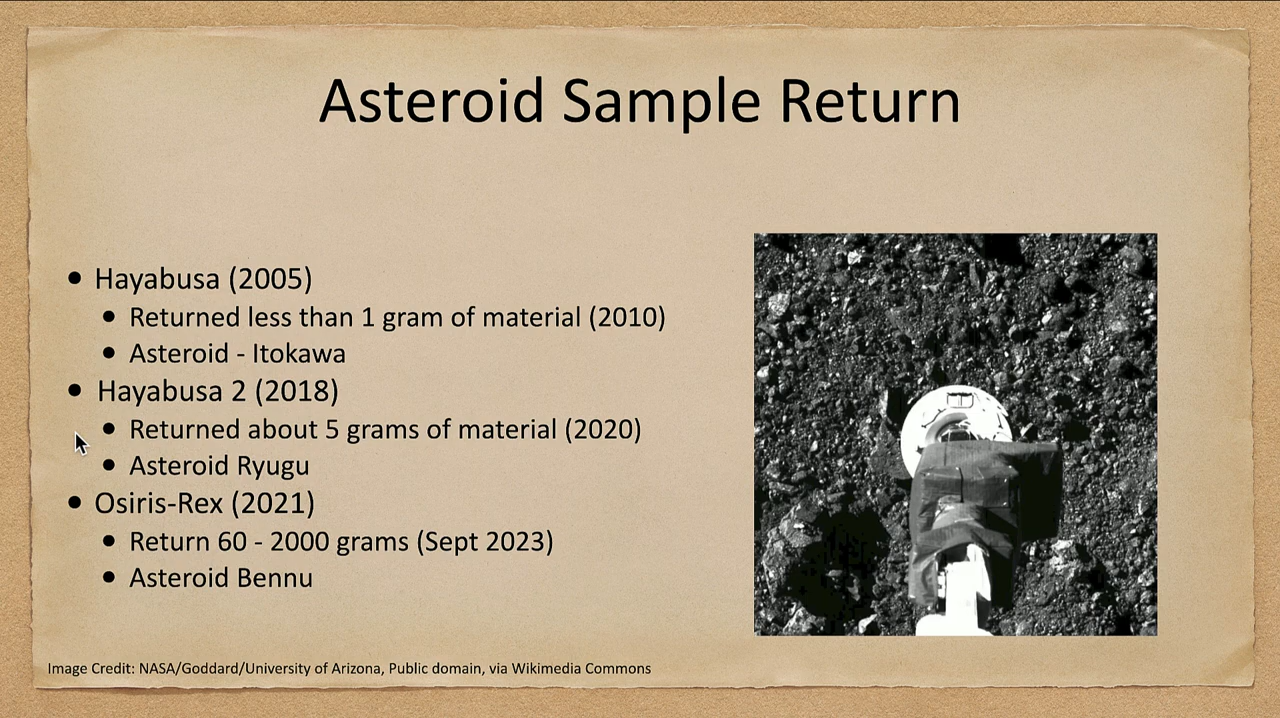 Asteroid Sample Return
• Hayabusa (2005)
• Returned less than 1 gram of material (2010)
• Asteroid - Itokawa
• Hayabusa 2 (2018)
• Returned about 5 grams of material (2020)
• Asteroid Ryugu
• Osiris-Rex (2021)
• Return 60 - 2000 grams (Sept 2023)
• Asteroid Bennu
Image Credit: NASA/Goddard/University of Arizona, Public domain, via Wikimedia Commons